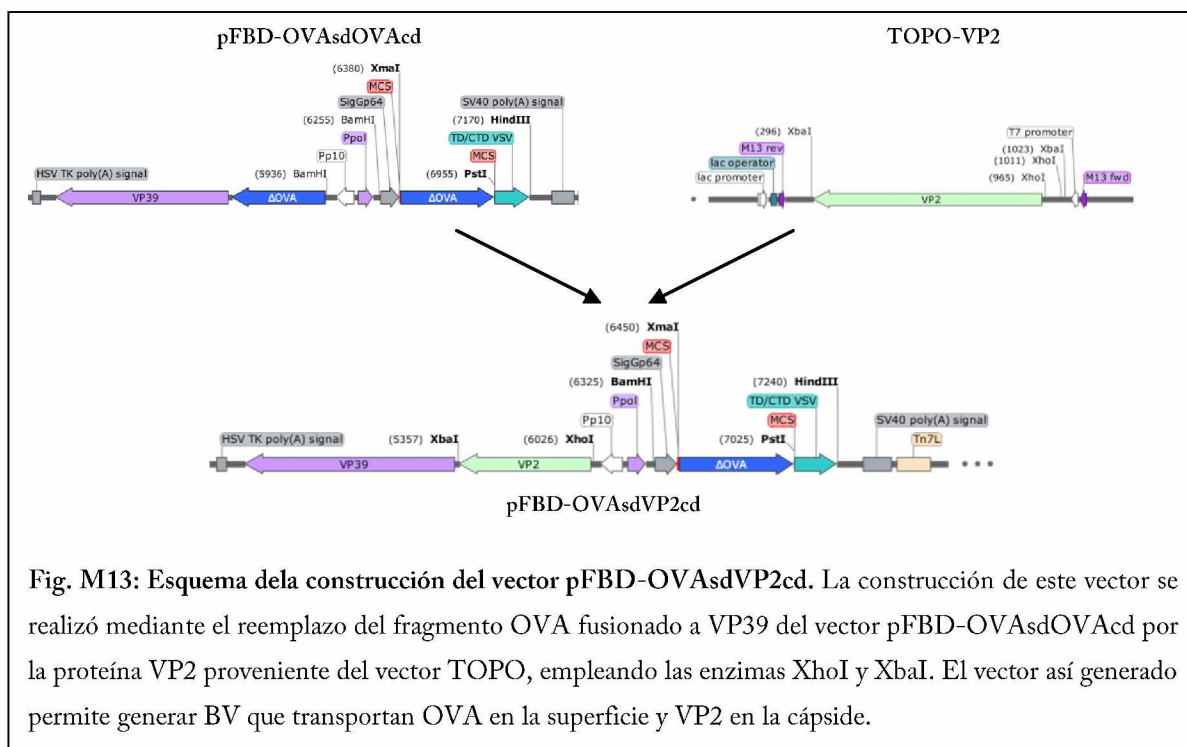 pFBD-OVAsdOVAcd
TOPO-VP2
(6380) XmaI
MCS
SigGp64
SV40 poly(A) signal
(6255) BamHI
(7170) HindIII
PpoI
TD/CTD VSV
Pp10
MCS
HSV TK poly(A) signal
(5936) BamHI
(6955) PstI
VP39
ΔOVA
ΔOVA
(296) XbaI
T7 promoter
M13 rev
(1023) XbaI
lac operator
(1011) XhoI
lac promoter
(965) XhoI
M13 fwd
VP2
(6450) XmaI
MCS
SigGp64
(6325) BamHI
(7240) HindIII
PpoI
TD/CTD VSV
Pp10
MCS
SV40 poly(A) signal
HSV TK poly(A) signal
(5357) XbaI
(6026) XhoI
(7025) PstI
Tn7L
VP39
VP2
ΔOVA
pFBD-OVAsdVP2cd
Fig. M13: Esquema dela construcción del vector pFBD-OVAsdVP2cd. La construcción de este vector se
realizó mediante el reemplazo del fragmento OVA fusionado a VP39 del vector pFBD-OVAsdOVAcd por
la proteína VP2 proveniente del vector TOPO, empleando las enzimas XhoI y XbaI. El vector así generado
permite generar BV que transportan OVA en la superficie y VP2 en la cápside.